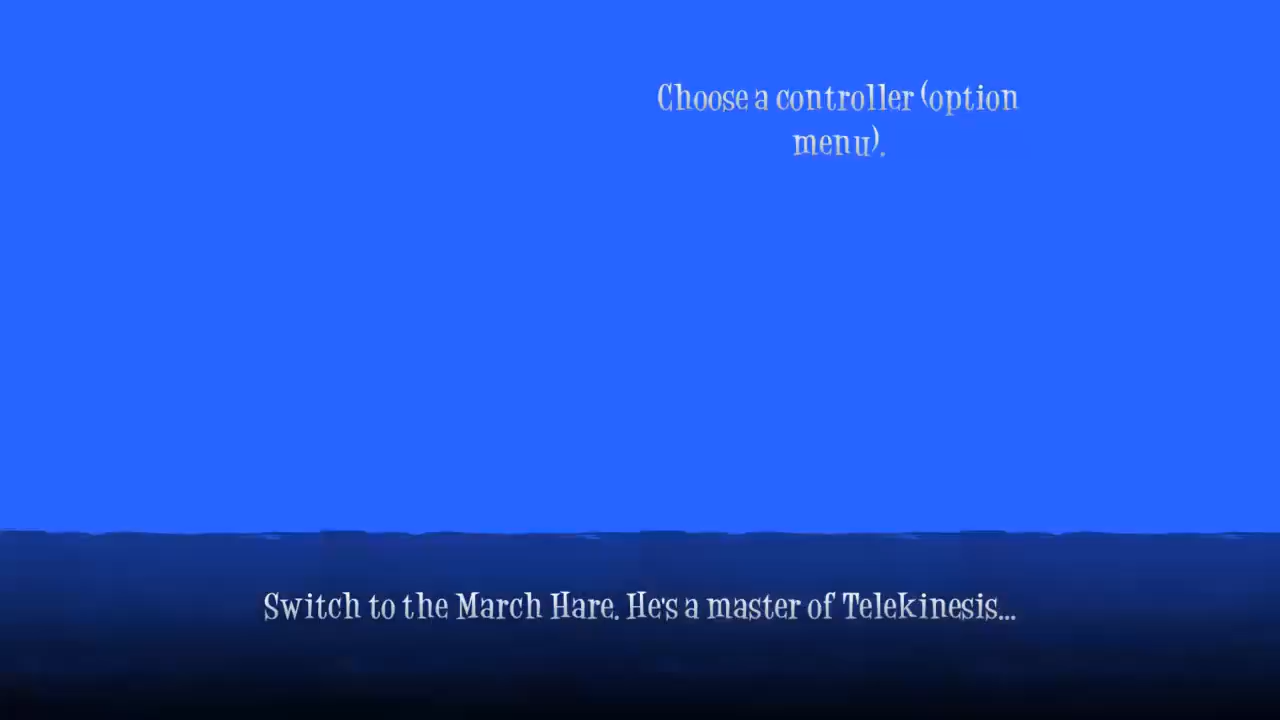 Choose a controller (option
menu).
Switch to the March Hare. He's a master of Telekinesis...